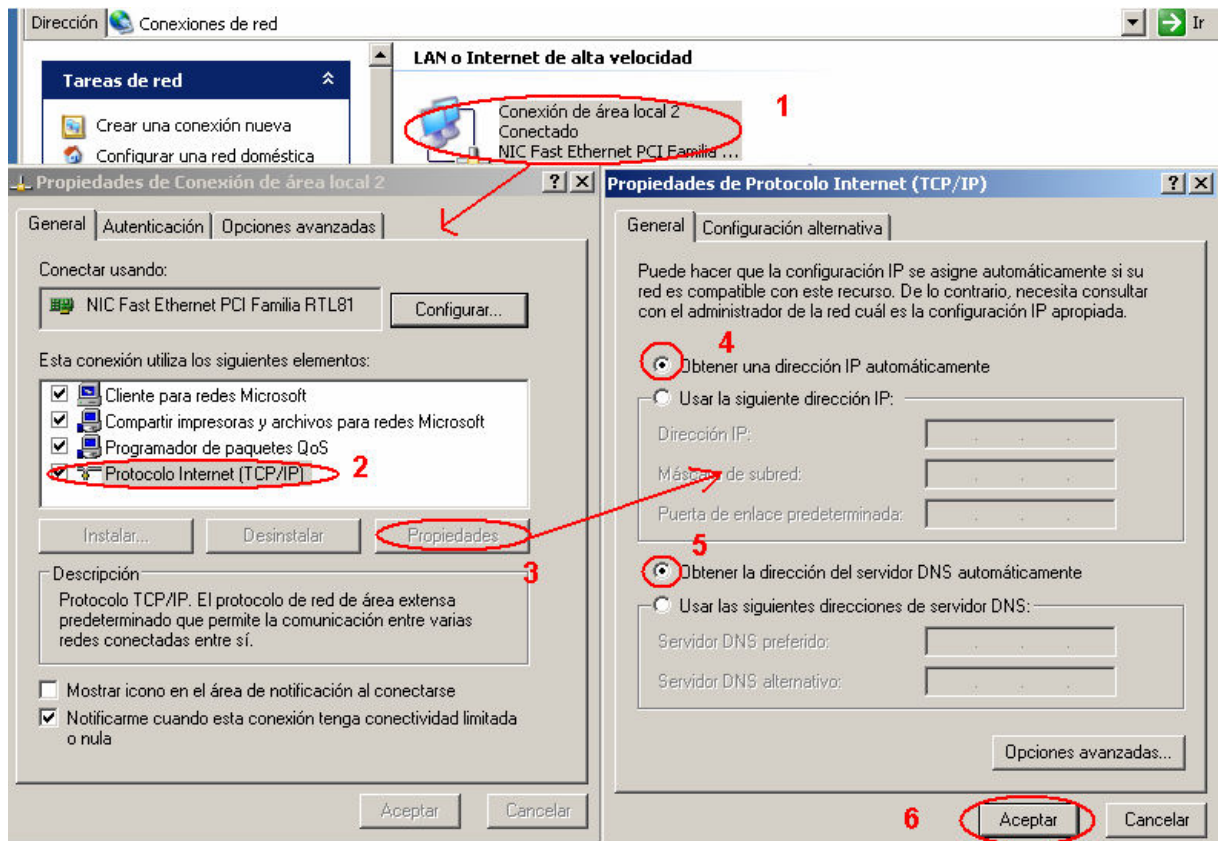 Dirección Conexiones de red Ir
Tareas de red
Crear una conexión nueva
Configurar una red doméstica
LAN o Internet de alta velocidad
Conexión de área local 2
Conectado
NIC Fast Ethernet PCI Familia ...
1
Propiedades de Conexión de área local 2
General Autenticación Opciones avanzadas
Conectar usando:
NIC Fast Ethernet PCI Familia RTL81 Configurar...
Esta conexión utiliza los siguientes elementos:
Cliente para redes Microsoft
Compartir impresoras y archivos para redes Microsoft
Programador de paquetes QoS
Protocolo Internet (TCP/IP) 2
Instalar... Desinstalar Propiedades
3
Descripción
Protocolo TCP/IP. El protocolo de red de área extensa
predeterminado que permite la comunicación entre varias
redes conectadas entre sí.
Mostrar icono en el área de notificación al conectarse
Notificarme cuando esta conexión tenga conectividad limitada
o nula
Aceptar Cancelar
Propiedades de Protocolo Internet (TCP/IP)
General Configuración alternativa
Puede hacer que la configuración IP se asigne automáticamente si su
red es compatible con este recurso. De lo contrario, necesita consultar
con el administrador de la red cuál es la configuración IP apropiada.
4
Obtener una dirección IP automáticamente
Usar la siguiente dirección IP:
Dirección IP:
Máscara de subred:
Puerta de enlace predeterminada:
5
Obtener la dirección del servidor DNS automáticamente
Usar las siguientes direcciones de servidor DNS:
Servidor DNS preferido:
Servidor DNS alternativo:
Opciones avanzadas...
6 Aceptar Cancelar